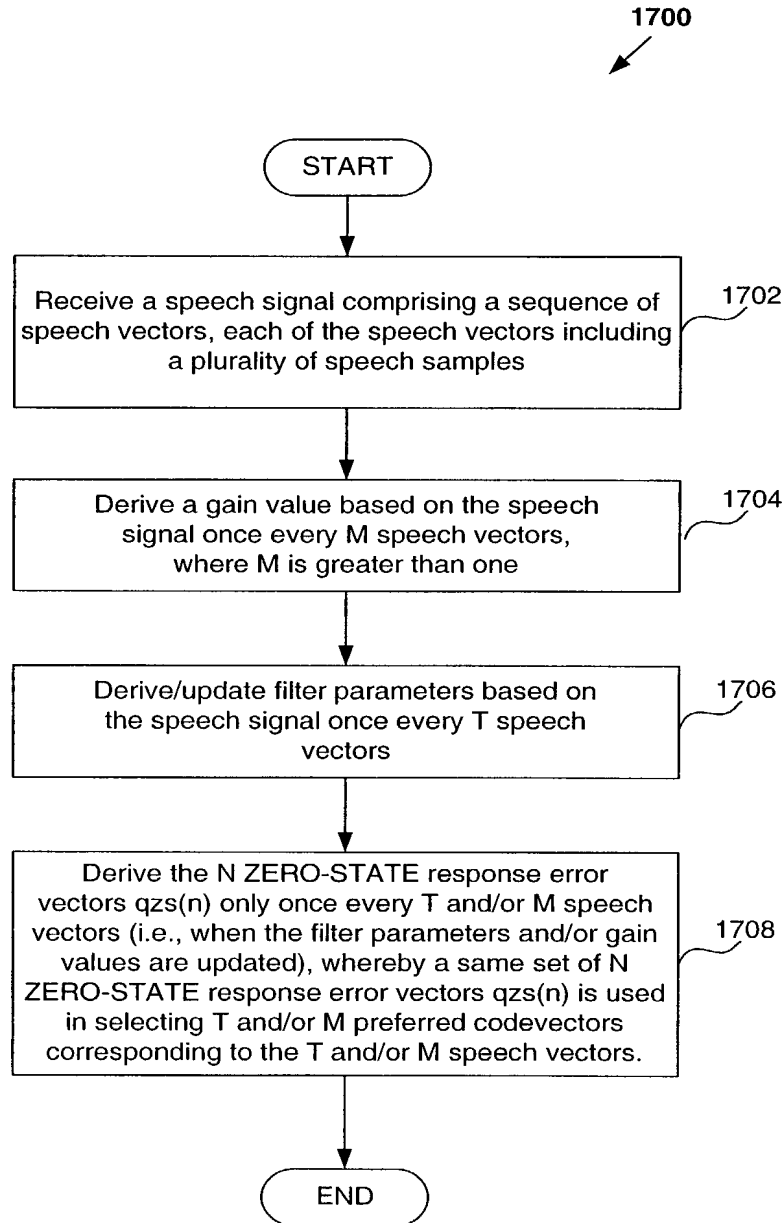 1700
START
Receive a speech signal comprising a sequence of
speech vectors, each of the speech vectors including
a plurality of speech samples
1702
Derive a gain value based on the speech
signal once every M speech vectors,
where M is greater than one
1704
Derive/update filter parameters based on
the speech signal once every T speech
vectors
1706
Derive the N ZERO-STATE response error
vectors qzs(n) only once every T and/or M speech
vectors (i.e., when the filter parameters and/or gain
values are updated), whereby a same set of N
ZERO-STATE response error vectors qzs(n) is used
in selecting T and/or M preferred codevectors
corresponding to the T and/or M speech vectors.
1708
END